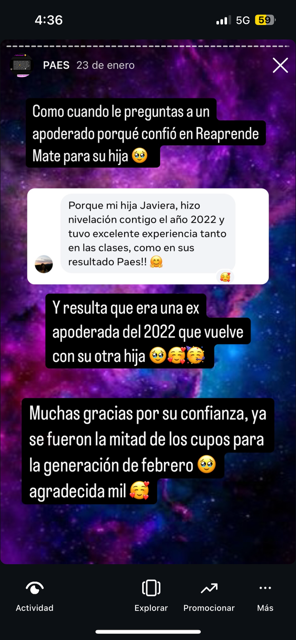 4:36
5G
59
PAES 23 de enero
Como cuando le preguntas a un
apoderado porqué confió en Reaprende
Mate para su hija 🥹
Porque mi hija Javiera, hizo
nivelación contigo el año 2022 y
tuvo excelente experiencia tanto
en las clases, como en sus
resultado Paes!! 🤗
🥰
Y resulta que era una ex
apoderada del 2022 que vuelve
con su otra hija 🥹🥰🥳
Muchas gracias por su confianza, ya
se fueron la mitad de los cupos para
la generación de febrero 🥹
agradecida mil 🥰
Actividad
Explorar
Promocionar
Más